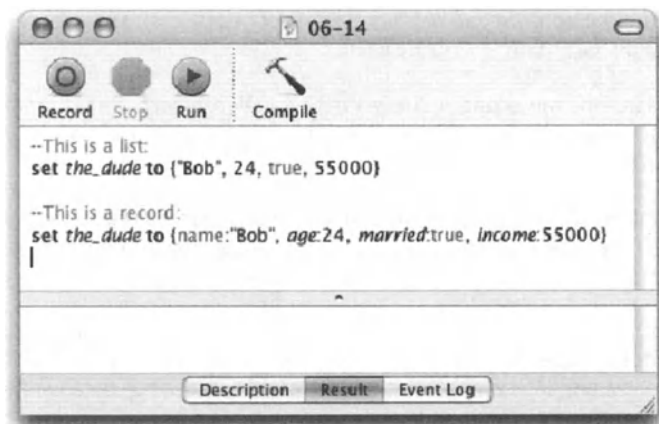 06-14
Record Stop Run Compile
--This is a list:
set the_dude to {"Bob", 24, true, 55000}
--This is a record:
set the_dude to {name:"Bob", age:24, married:true, income:55000}
Description Result Event Log